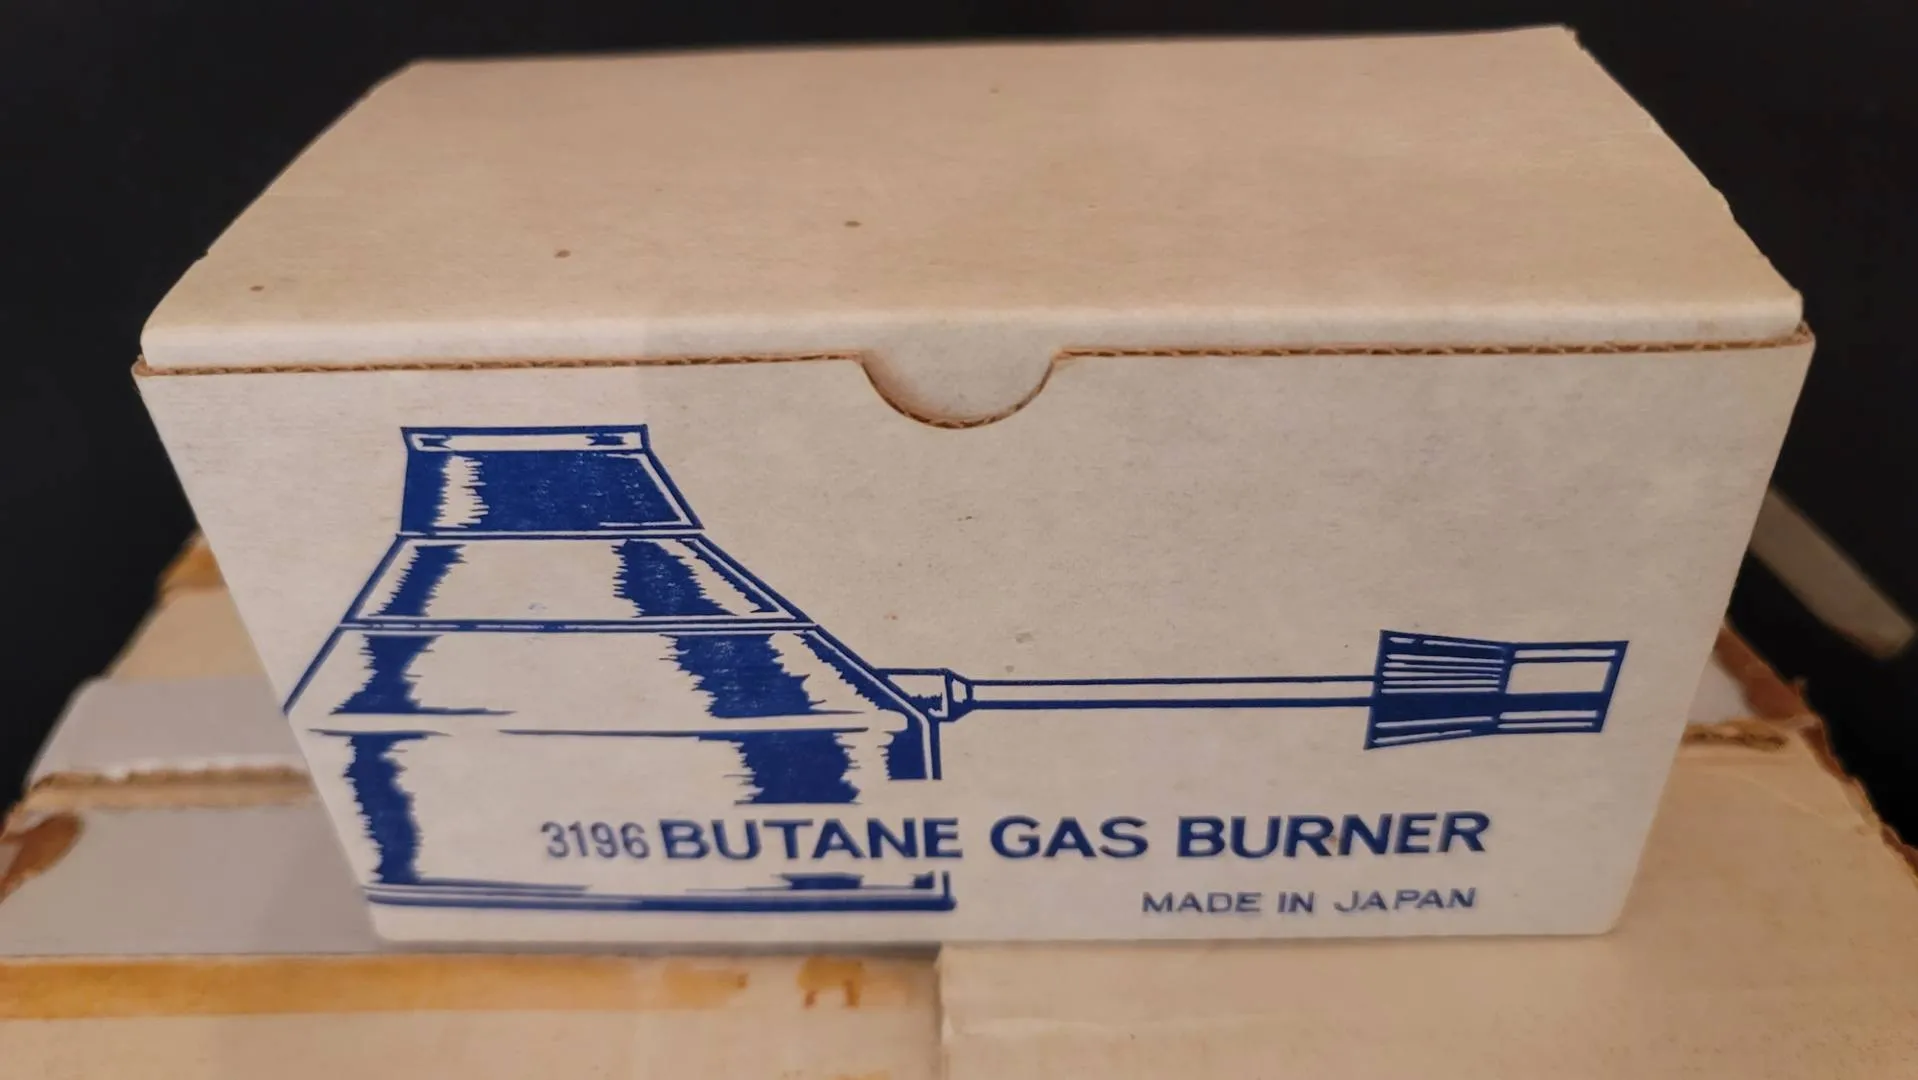 3196 BUTANE GAS BURNER
MADE IN JAPAN